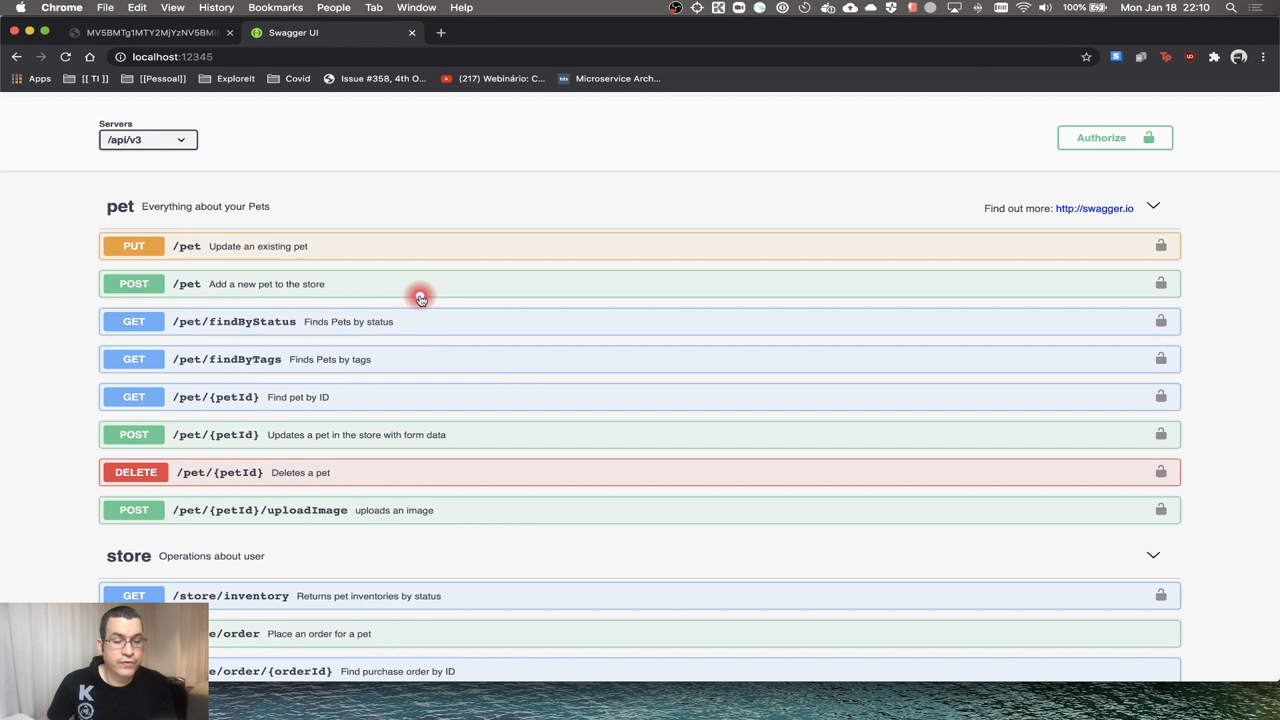 Chrome File Edit View History Bookmarks People Tab Window Help 100% Mon Jan 18 22:10
MV5BMTg1MTY2MjYzNV5BMl Swagger UI
localhost:12345
Apps [[ TI ]] [[Pessoal]] ExploreIt Covid Issue #358, 4th O... (217) Webinário: C... tds Microservice Arch...
Servers
/api/v3
Authorize
pet Everything about your Pets
Find out more: http://swagger.io
PUT /pet Update an existing pet
POST /pet Add a new pet to the store
GET /pet/findByStatus Finds Pets by status
GET /pet/findByTags Finds Pets by tags
GET /pet/{petId} Find pet by ID
POST /pet/{petId} Updates a pet in the store with form data
DELETE /pet/{petId} Deletes a pet
POST /pet/{petId}/uploadImage uploads an image
store Operations about user
GET /store/inventory Returns pet inventories by status
e/order Place an order for a pet
e/order/{orderId} Find purchase order by ID
K